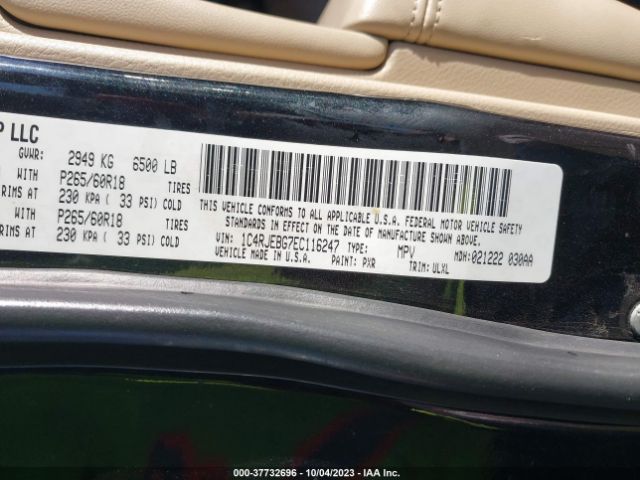 P LLC
GVWR: 2949 KG 6500 LB
WITH P265/60R18 TIRES
RIMS AT 230 KPA ( 33 PSI) COLD
WITH P265/60R18 TIRES
RIMS AT 230 KPA ( 33 PSI) COLD
THIS VEHICLE CONFORMS TO ALL APPLICABLE U.S.A. FEDERAL MOTOR VEHICLE SAFETY
STANDARDS IN EFFECT ON THE DATE OF MANUFACTURE SHOWN ABOVE
VIN: 1C4RJEBG7EC116247 TYPE: MPV MDH:021222 030AA
VEHICLE MADE IN U.S.A. PAINT: PXR TRIM: ULXL
000-37732696 - 10/04/2023 - IAA Inc.